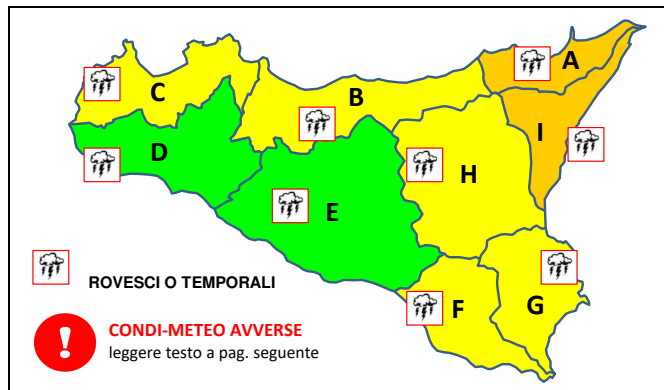 A
C
B
I
D
H
E
F
G
ROVESCI O TEMPORALI
!
CONDI-METEO AVVERSE
leggere testo a pag. seguente